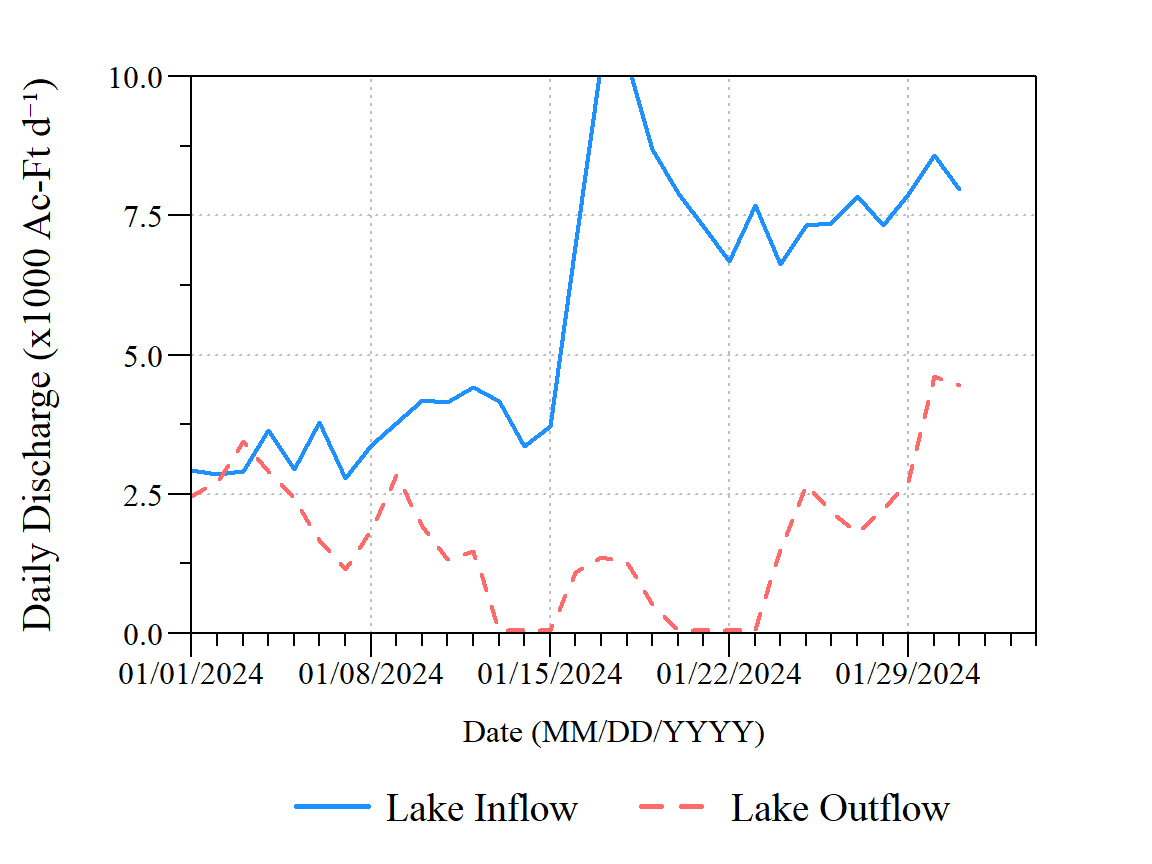 Daily Discharge (x1000 Ac-Ft d⁻¹)
10.0
7.5
5.0
2.5
0.0
01/01/2024 01/08/2024 01/15/2024 01/22/2024 01/29/2024
Date (MM/DD/YYYY)
Lake Inflow Lake Outflow